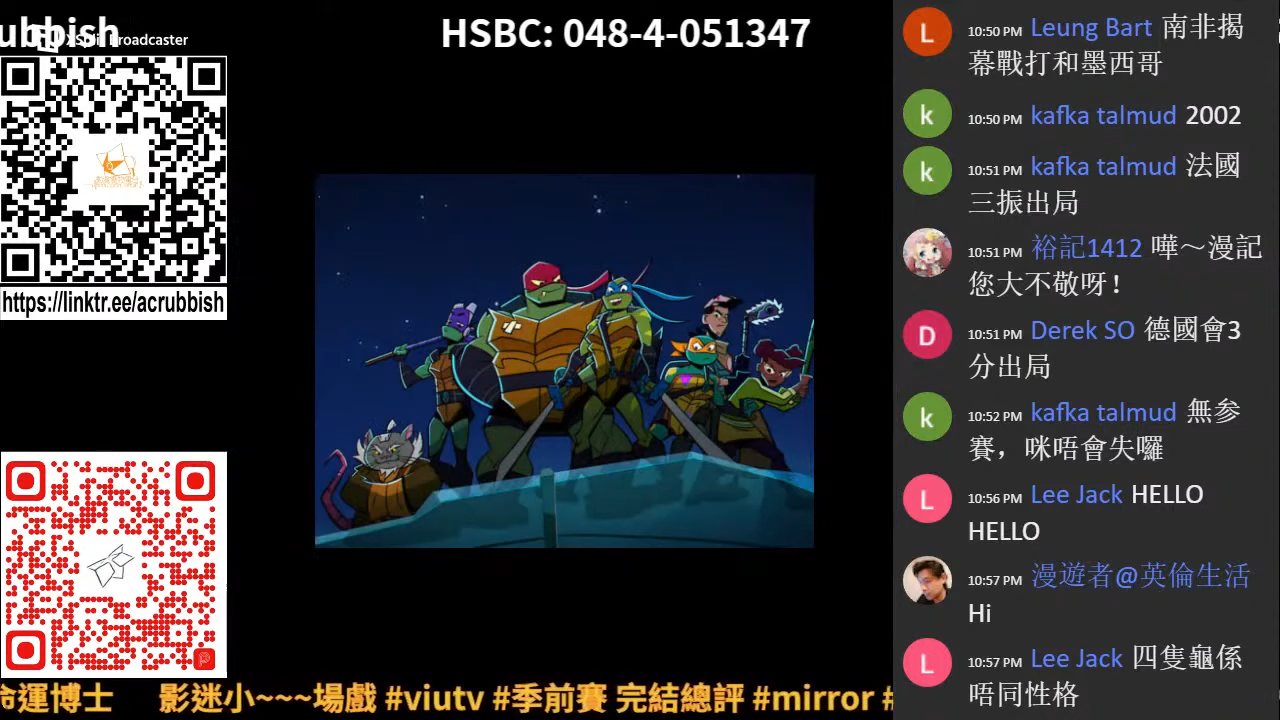 HSBC: 048-4-051347
https://linktr.ee/acrubbish
命運博士 影迷小~~~場戲 #viutv #季前賽 完結總評 #mirror #
10:50 PM Leung Bart 南非揭
幕戰打和墨西哥
10:50 PM kafka talmud 2002
10:51 PM kafka talmud 法國
三振出局
10:51 PM 裕記1412 嘩～漫記
您大不敬呀！
10:51 PM Derek SO 德國會3
分出局
10:52 PM kafka talmud 無參
賽，咪唔會失囉
10:56 PM Lee Jack HELLO
HELLO
10:57 PM 漫遊者@英倫生活
Hi
10:57 PM Lee Jack 四隻龜係
唔同性格